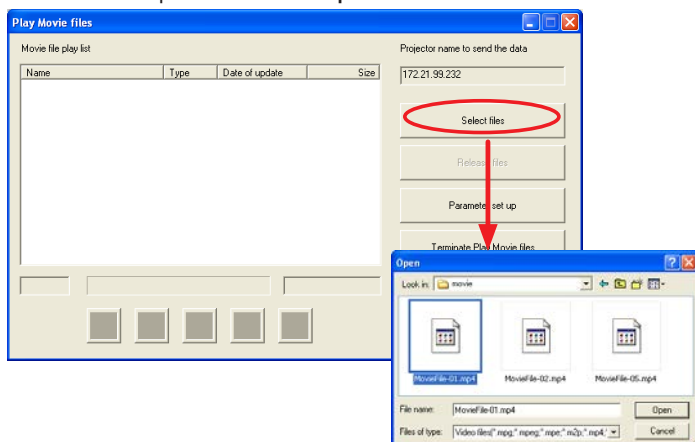 Play Movie files
Movie file play list
Projector name to send the data
Name Type Date of update Size
172.21.99.232
Select files
Release files
Parameter set up
Terminate Play Movie files
Open
Look in: movie
MovieFile-01.mp4 MovieFile-02.mp4 MovieFile-05.mp4
File name: MovieFile-01.mp4 Open
Files of type: Video files(*.mpg;*.mpeg;*.mpe;*.m2p;*.mp4;* Cancel